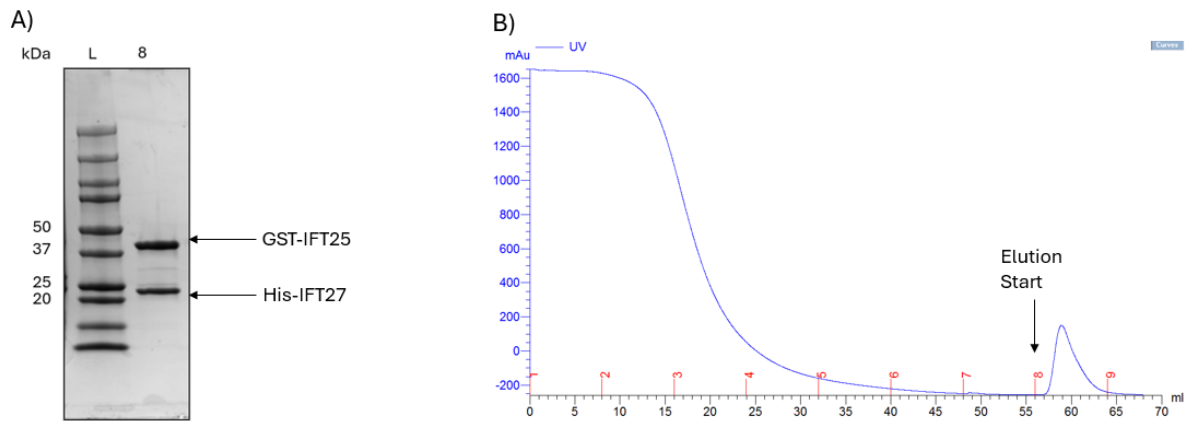 A)
kDa L 8
50
37
25
20
GST-IFT25
His-IFT27
B)
mAu
UV
Curves
1600
1400
1200
1000
800
600
400
200
0
-200
Elution
Start
1 2 3 4 5 6 7 8 9
0 5 10 15 20 25 30 35 40 45 50 55 60 65 70 ml